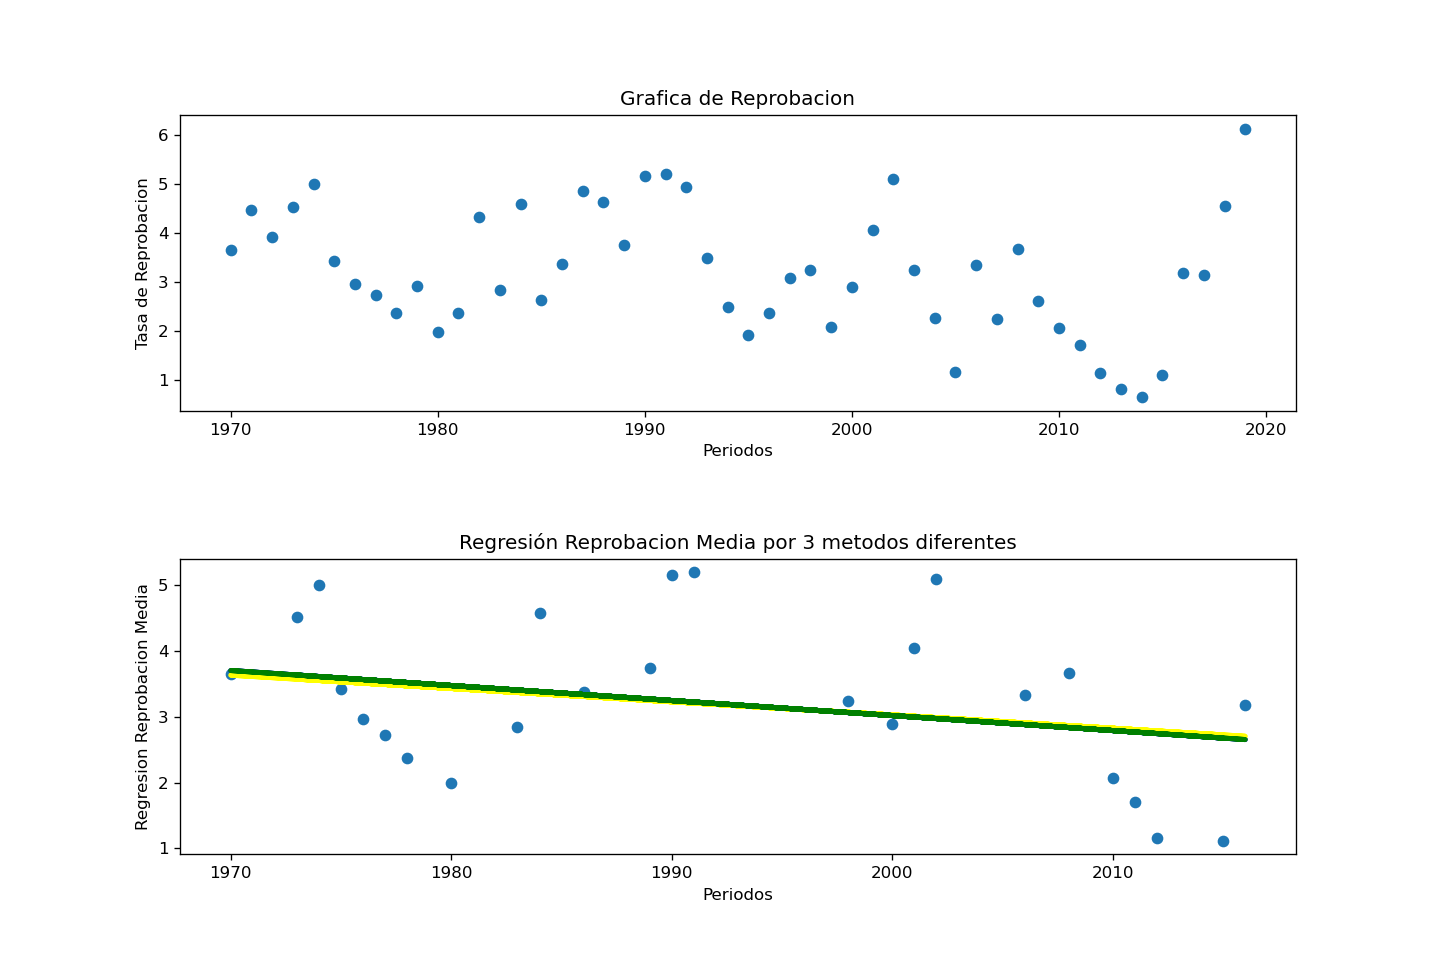 Grafica de Reprobacion
Tasa de Reprobacion
6
5
4
3
2
1
1970 1980 1990 2000 2010 2020
Periodos
Regresión Reprobacion Media por 3 metodos diferentes
Regresion Reprobacion Media
5
4
3
2
1
1970 1980 1990 2000 2010
Periodos